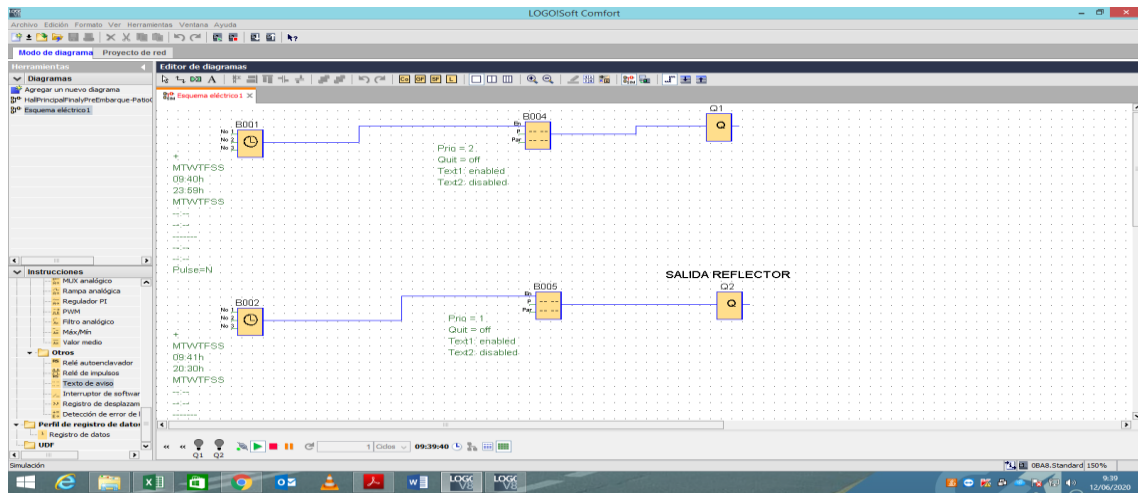 LOGO!Soft Comfort
Archivo Edición Formato Ver Herramientas Ventana Ayuda
Modo de diagrama Proyecto de red
Herramientas
Editor de diagramas
Diagramas
Agregar un nuevo diagrama
HallPrincipalFinalyPreEmbarque-Patio
Esquema eléctrico1
Esquema eléctrico1
B001
No 1
No 2
No 3
+
MTWTFSS
09:40h
23:59h
MTWTFSS
--:--
--:--
-------
--:--
--:--
Pulse=N
B004
En
P
Par
Prio = 2
Quit = off
Text1: enabled
Text2: disabled
Q1
Q
SALIDA REFLECTOR
B002
No 1
No 2
No 3
+
MTWTFSS
09:41h
20:30h
MTWTFSS
--:--
--:--
-------
B005
En
P
Par
Prio = 1
Quit = off
Text1: enabled
Text2: disabled
Q2
Q
Instrucciones
MUX analógico
Rampa analógica
Regulador PI
PWM
Filtro analógico
Máx/Mín
Valor medio
Otros
Relé autoenclavador
Relé de impulsos
Texto de aviso
Interruptor de softwar
Registro de desplazam
Detección de error de l
Perfil de registro de datos
Registro de datos
UDF
Q1 Q2
1 Ciclos 09:39:40
Simulación
0BA8.Standard 150%
9:39
12/06/2020